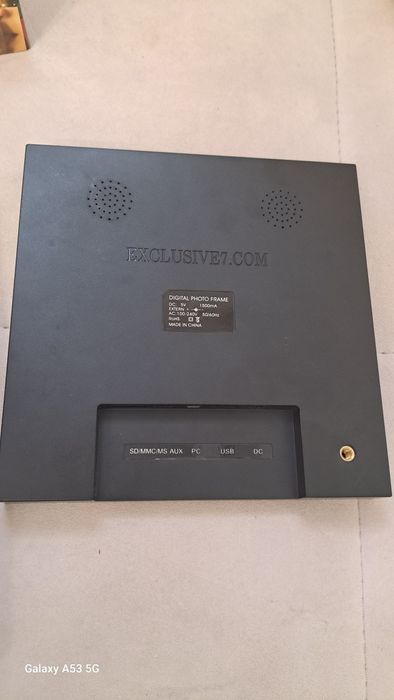 EXCLUSIVE7.COM
DIGITAL PHOTO FRAME
DC: 5V 1500mA
EXTERN +
AC:100-240V 50/60Hz
RoHS
MADE IN CHINA
SD/MMC/MS AUX PC USB DC
Galaxy A53 5G